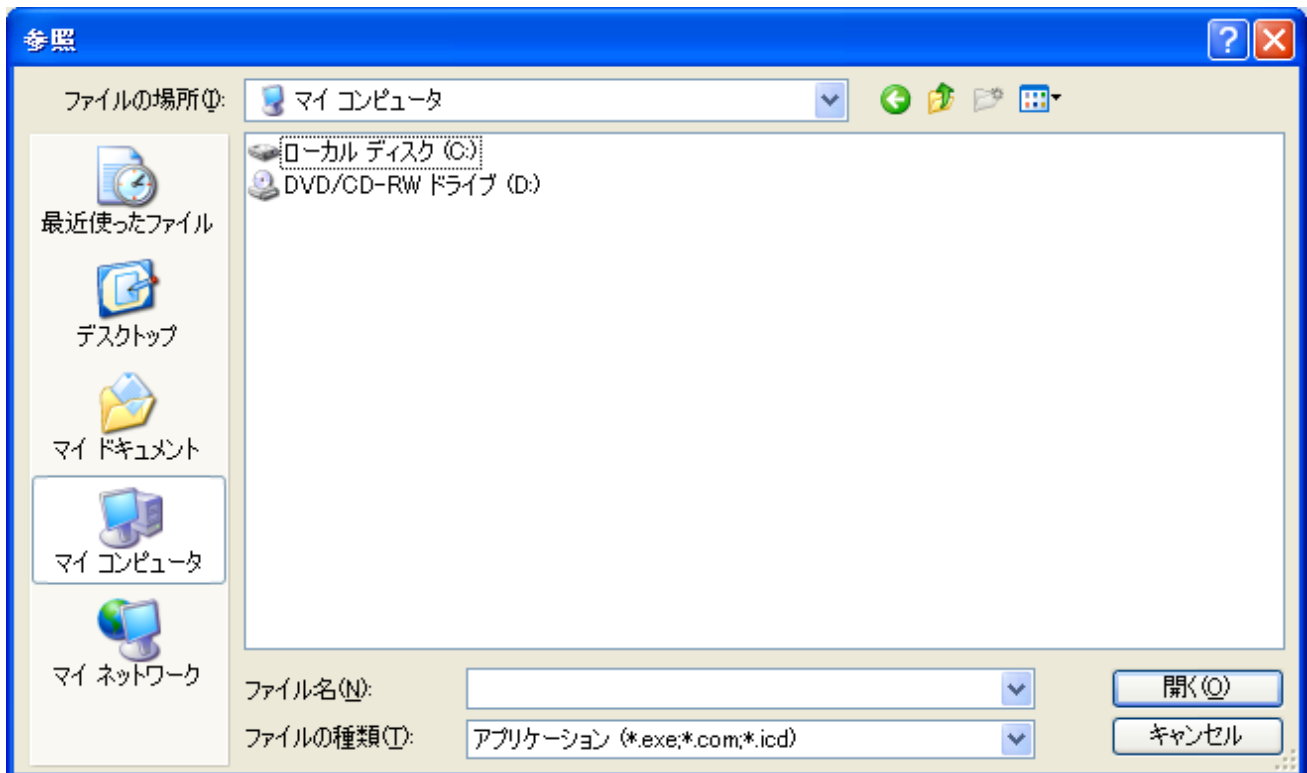 参照
ファイルの場所(I):
マイ コンピュータ
ローカル ディスク (C:)
DVD/CD-RW ドライブ (D:)
最近使ったファイル
デスクトップ
マイ ドキュメント
マイ コンピュータ
マイ ネットワーク
ファイル名(N):
開く(O)
ファイルの種類(T):
アプリケーション (*.exe;*.com;*.icd)
キャンセル